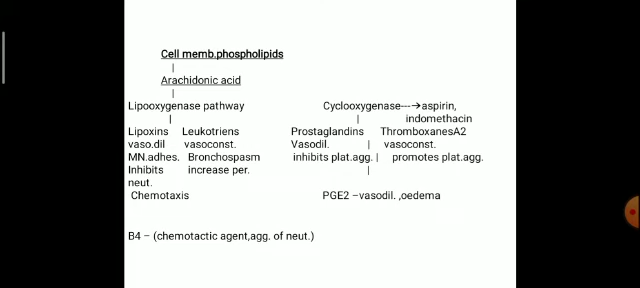 Cell memb.phospholipids
|
Arachidonic acid
|
Lipooxygenase pathway Cyclooxygenase---→aspirin,
| | indomethacin
Lipoxins Leukotriens Prostaglandins ThromboxanesA2
vaso.dil vasoconst. Vasodil. | vasoconst.
MN.adhes. Bronchospasm inhibits plat.agg. | promotes plat.agg.
Inhibits increase per. |
neut.
Chemotaxis PGE2 –vasodil. ,oedema
B4 – (chemotactic agent,agg. of neut.)